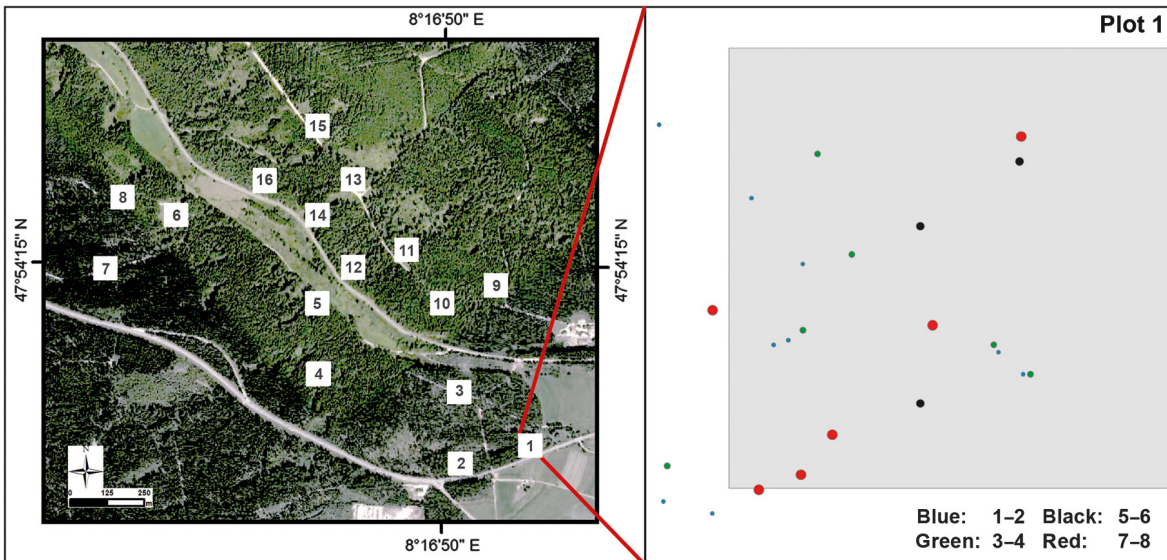 8°16'50" E
Plot 1
15
16
13
8
6
14
47°54'15" N
47°54'15" N
11
7
12
9
5
10
4
3
1
2
N
0 125 250
m
8°16'50" E
Blue: 1–2 Black: 5–6
Green: 3–4 Red: 7–8